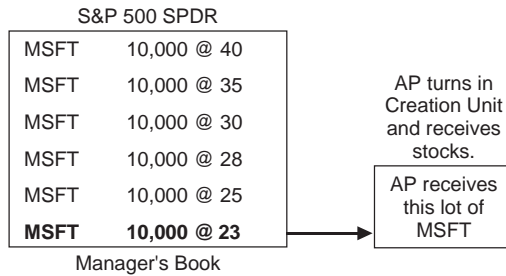 S&P 500 SPDR
MSFT 10,000 @ 40
MSFT 10,000 @ 35
MSFT 10,000 @ 30
MSFT 10,000 @ 28
MSFT 10,000 @ 25
MSFT 10,000 @ 23
Manager's Book
AP turns in
Creation Unit
and receives
stocks.
AP receives
this lot of
MSFT